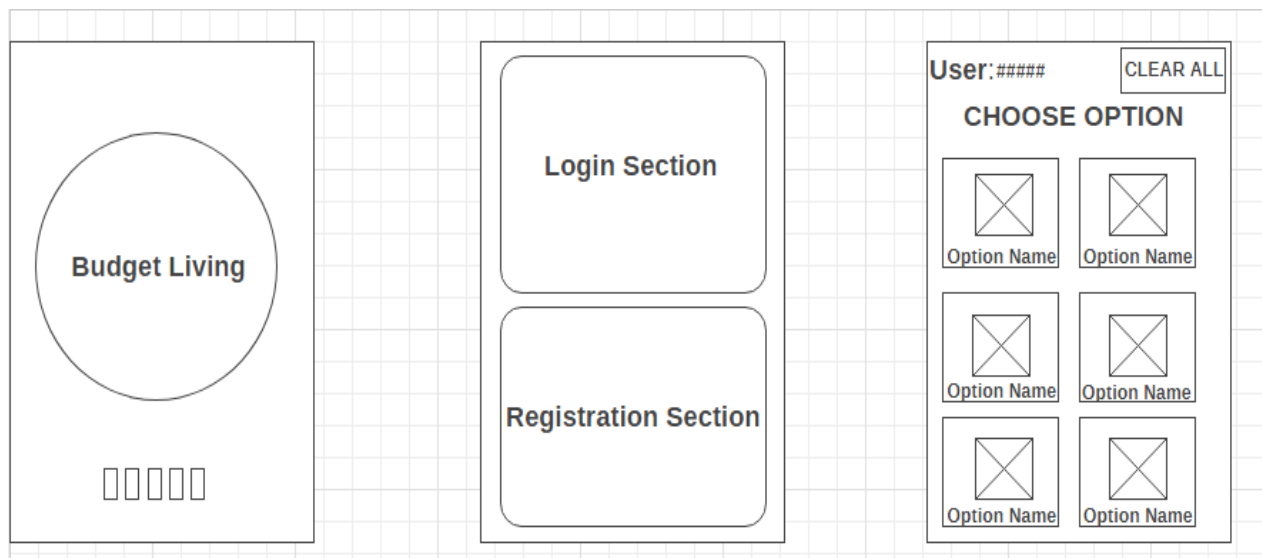 Budget Living
Login Section
Registration Section
User:#####
CLEAR ALL
CHOOSE OPTION
Option Name
Option Name
Option Name
Option Name
Option Name
Option Name